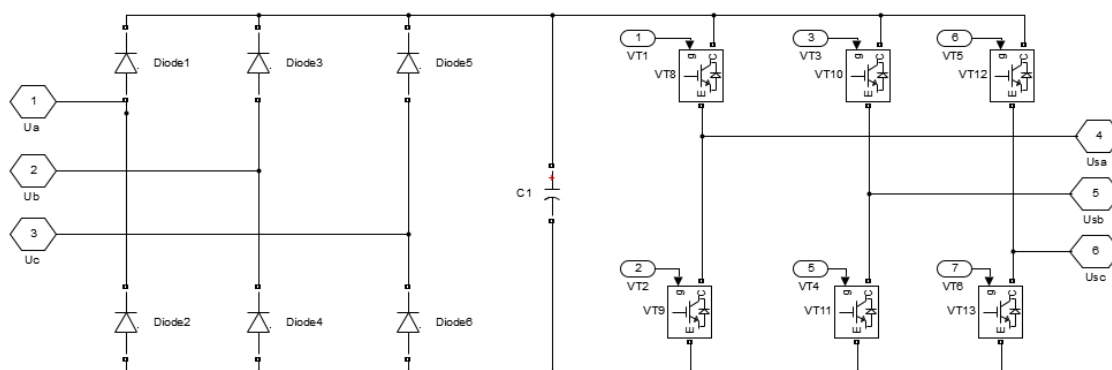 1
VT1
g
C
E
VT8
3
VT3
g
C
E
VT10
6
VT5
g
C
E
VT12
Diode1
Diode3
Diode5
1
Ua
2
Ub
3
Uc
C1
4
Usa
5
Usb
6
Usc
2
VT2
g
C
E
VT9
5
VT4
g
C
E
VT11
7
VT6
g
C
E
VT13
Diode2
Diode4
Diode6